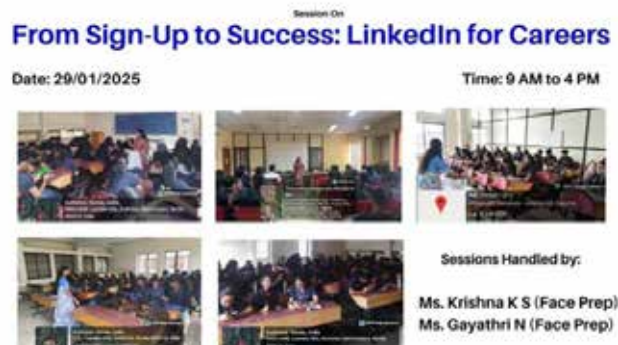 Session On
From Sign-Up to Success: LinkedIn for Careers
Date: 29/01/2025
Time: 9 AM to 4 PM
Sessions Handled by:
Ms. Krishna K S (Face Prep)
Ms. Gayathri N (Face Prep)